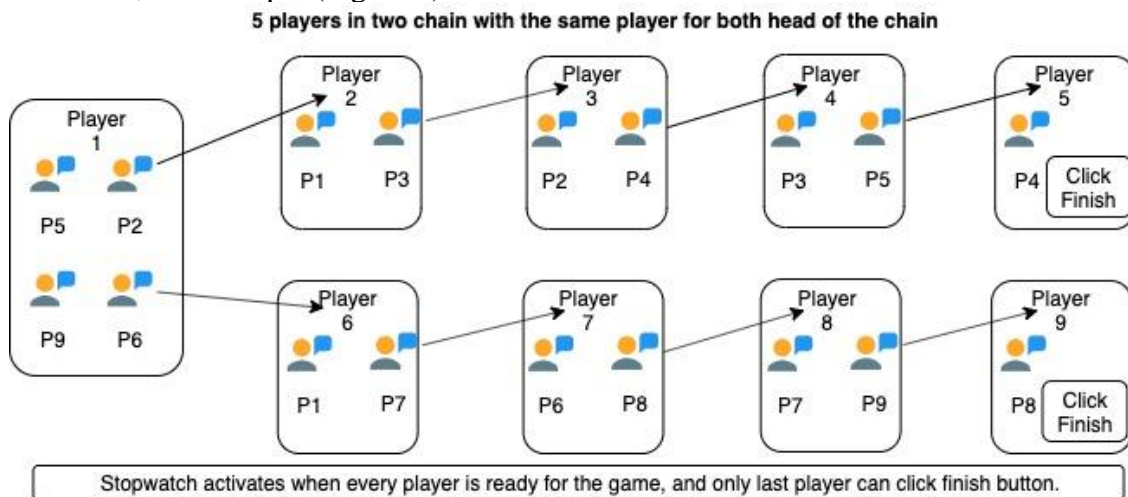 5 players in two chain with the same player for both head of the chain
Player
1
P5 P2
P9 P6
Player
2
P1 P3
Player
3
P2 P4
Player
4
P3 P5
Player
5
P4
Click
Finish
Player
6
P1 P7
Player
7
P6 P8
Player
8
P7 P9
Player
9
P8
Click
Finish
Stopwatch activates when every player is ready for the game, and only last player can click finish button.